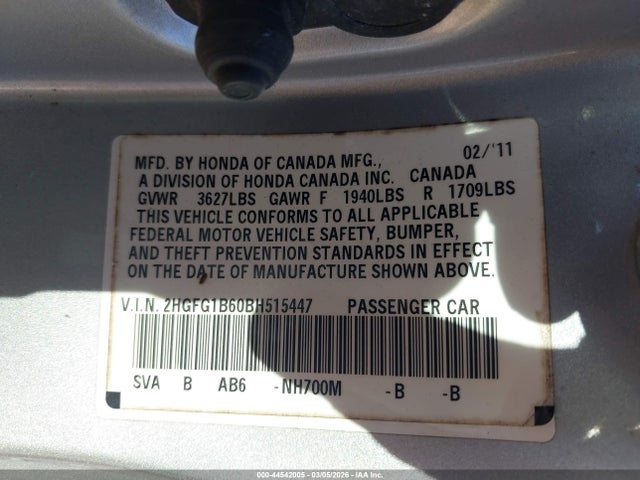 02/'11
MFD. BY HONDA OF CANADA MFG.,
A DIVISION OF HONDA CANADA INC. CANADA
GVWR 3627LBS GAWR F 1940LBS R 1709LBS
THIS VEHICLE CONFORMS TO ALL APPLICABLE
FEDERAL MOTOR VEHICLE SAFETY, BUMPER,
AND THEFT PREVENTION STANDARDS IN EFFECT
ON THE DATE OF MANUFACTURE SHOWN ABOVE.
V.I.N. 2HGFG1B60BH515447 PASSENGER CAR
SVA B AB6 -NH700M -B -B
000-44542005 - 03/05/2026 - IAA Inc.